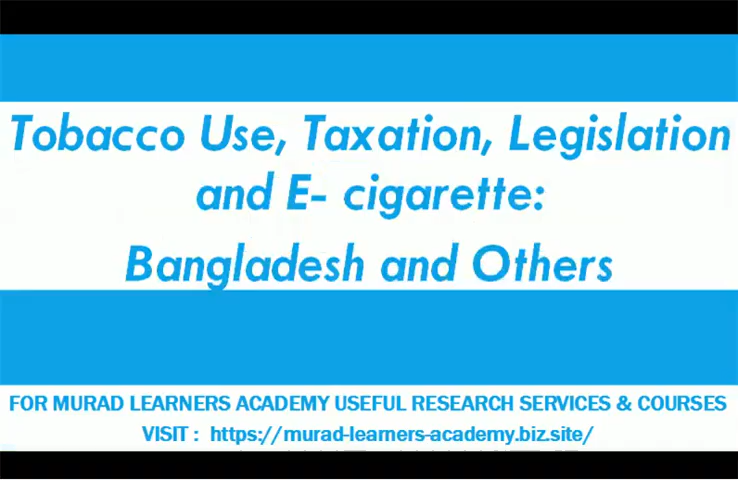 Tobacco Use, Taxation, Legislation
and E- cigarette:
Bangladesh and Others
FOR MURAD LEARNERS ACADEMY USEFUL RESEARCH SERVICES & COURSES
VISIT : https://murad-learners-academy.biz.site/